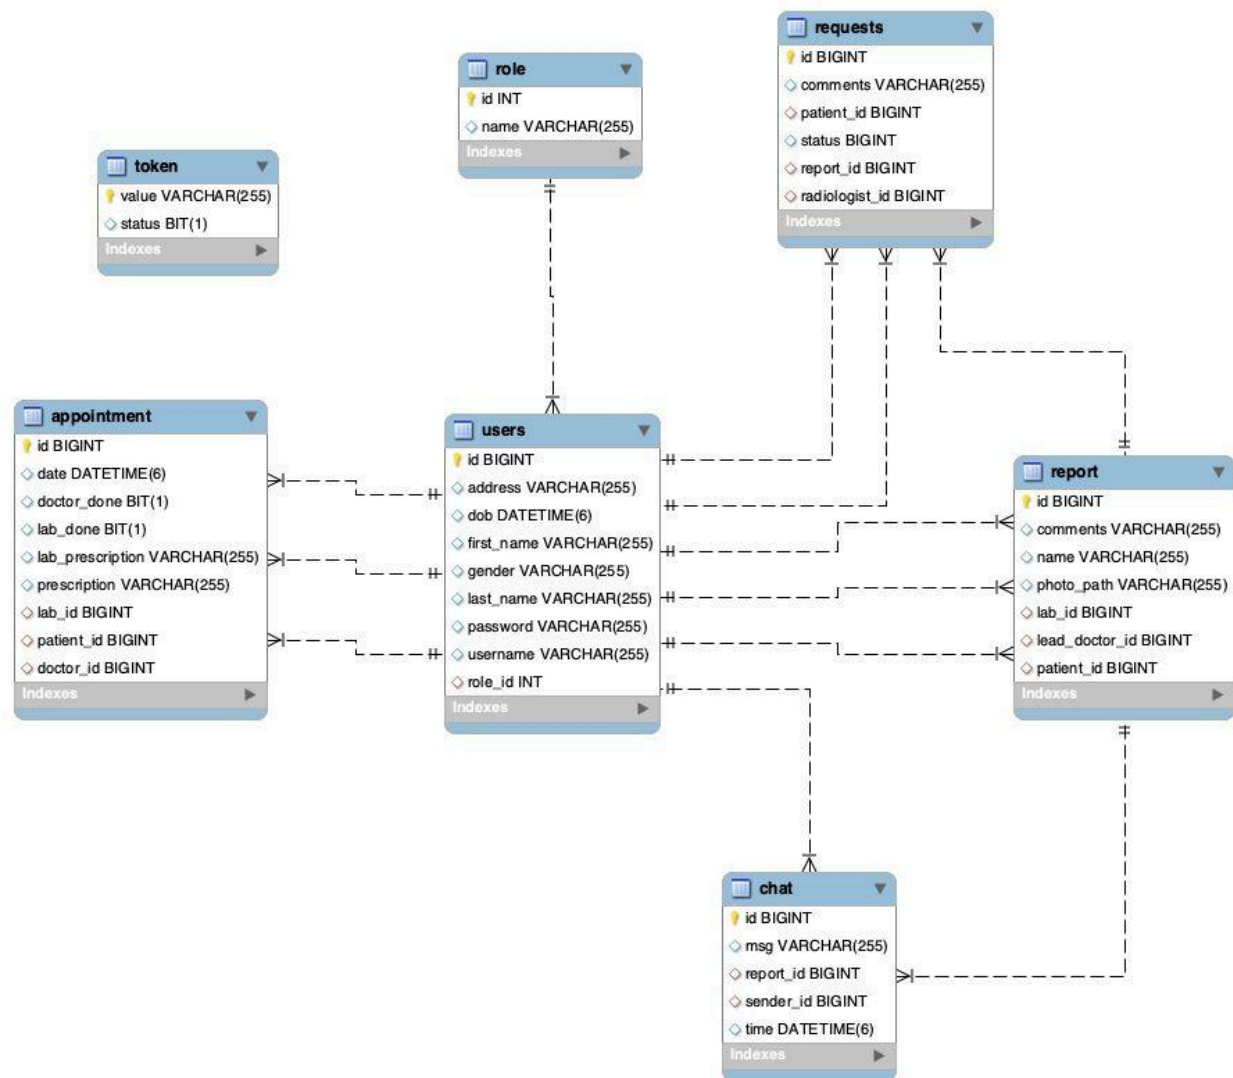 requests
id BIGINT
comments VARCHAR(255)
patient_id BIGINT
status BIGINT
report_id BIGINT
radiologist_id BIGINT
Indexes
role
id INT
name VARCHAR(255)
Indexes
token
value VARCHAR(255)
status BIT(1)
Indexes
appointment
id BIGINT
date DATETIME(6)
doctor_done BIT(1)
lab_done BIT(1)
lab_prescription VARCHAR(255)
prescription VARCHAR(255)
lab_id BIGINT
patient_id BIGINT
doctor_id BIGINT
Indexes
users
id BIGINT
address VARCHAR(255)
dob DATETIME(6)
first_name VARCHAR(255)
gender VARCHAR(255)
last_name VARCHAR(255)
password VARCHAR(255)
username VARCHAR(255)
role_id INT
Indexes
report
id BIGINT
comments VARCHAR(255)
name VARCHAR(255)
photo_path VARCHAR(255)
lab_id BIGINT
lead_doctor_id BIGINT
patient_id BIGINT
Indexes
chat
id BIGINT
msg VARCHAR(255)
report_id BIGINT
sender_id BIGINT
time DATETIME(6)
Indexes